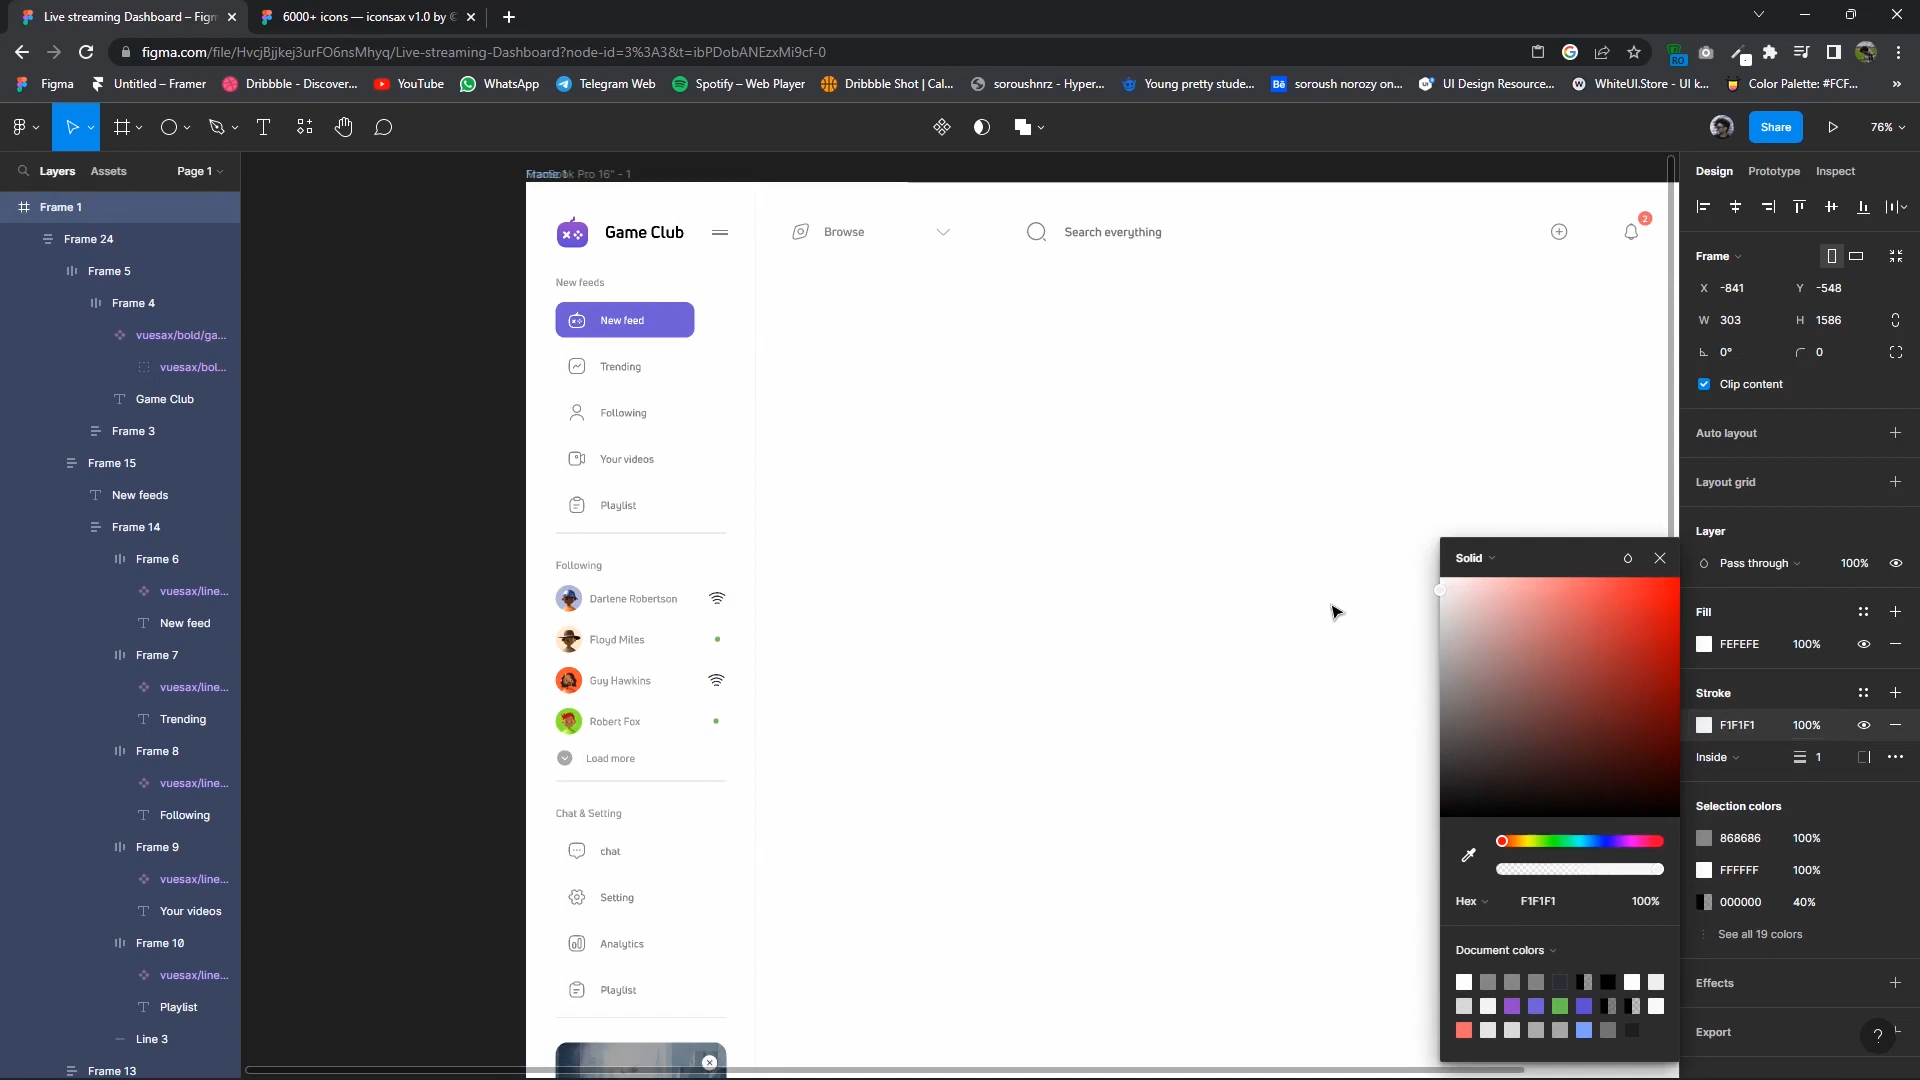 Live streaming Dashboard – Figm
6000+ icons — iconsax v1.0 by
figma.com/file/HvcjBjjkej3urFO6nsMhyq/Live-streaming-Dashboard?node-id=3%3A3&t=ibPDobANEzxMi9cf-0
RO
Figma
Untitled – Framer
Dribbble - Discover...
YouTube
WhatsApp
Telegram Web
Spotify – Web Player
Dribbble Shot | Cal...
soroushnrz - Hyper...
Young pretty stude...
Bē
soroush norozy on...
UI Design Resource...
WhiteUI.Store - UI k...
Color Palette: #FCF...
»
Share
76%
Layers
Assets
Page 1
Design
Prototype
Inspect
Frame 1
Frame 24
Frame 5
Frame 4
vuesax/bold/ga...
vuesax/bol...
Game Club
Frame 3
Frame 15
New feeds
Frame 14
Frame 6
vuesax/line...
New feed
Frame 7
vuesax/line...
Trending
Frame 8
vuesax/line...
Following
Frame 9
vuesax/line...
Your videos
Frame 10
vuesax/line...
Playlist
Line 3
Frame 13
Pro 16" - 1
Game Club
Browse
Search everything
2
New feeds
New feed
Trending
Following
Your videos
Playlist
Following
Darlene Robertson
Floyd Miles
Guy Hawkins
Robert Fox
Load more
Chat & Setting
chat
Setting
Analytics
Playlist
Solid
Hex
F1F1F1
100%
Document colors
Frame
X -841
Y -548
W 303
H 1586
0°
0
Clip content
Auto layout
Layout grid
Layer
Pass through
100%
Fill
FEFEFE
100%
Stroke
F1F1F1
100%
Inside
1
Selection colors
868686
100%
FFFFFF
100%
000000
40%
See all 19 colors
Effects
Export
?